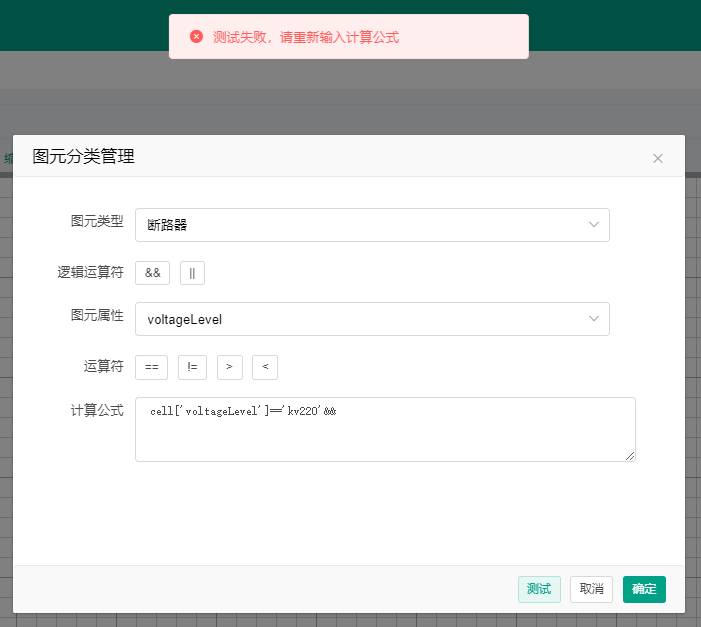 测试失败，请重新输入计算公式
图元分类管理
图元类型
断路器
逻辑运算符
&& ||
图元属性
voltageLevel
运算符
== != > <
计算公式
cell['voltageLevel']=='kv220'&&
测试 取消 确定